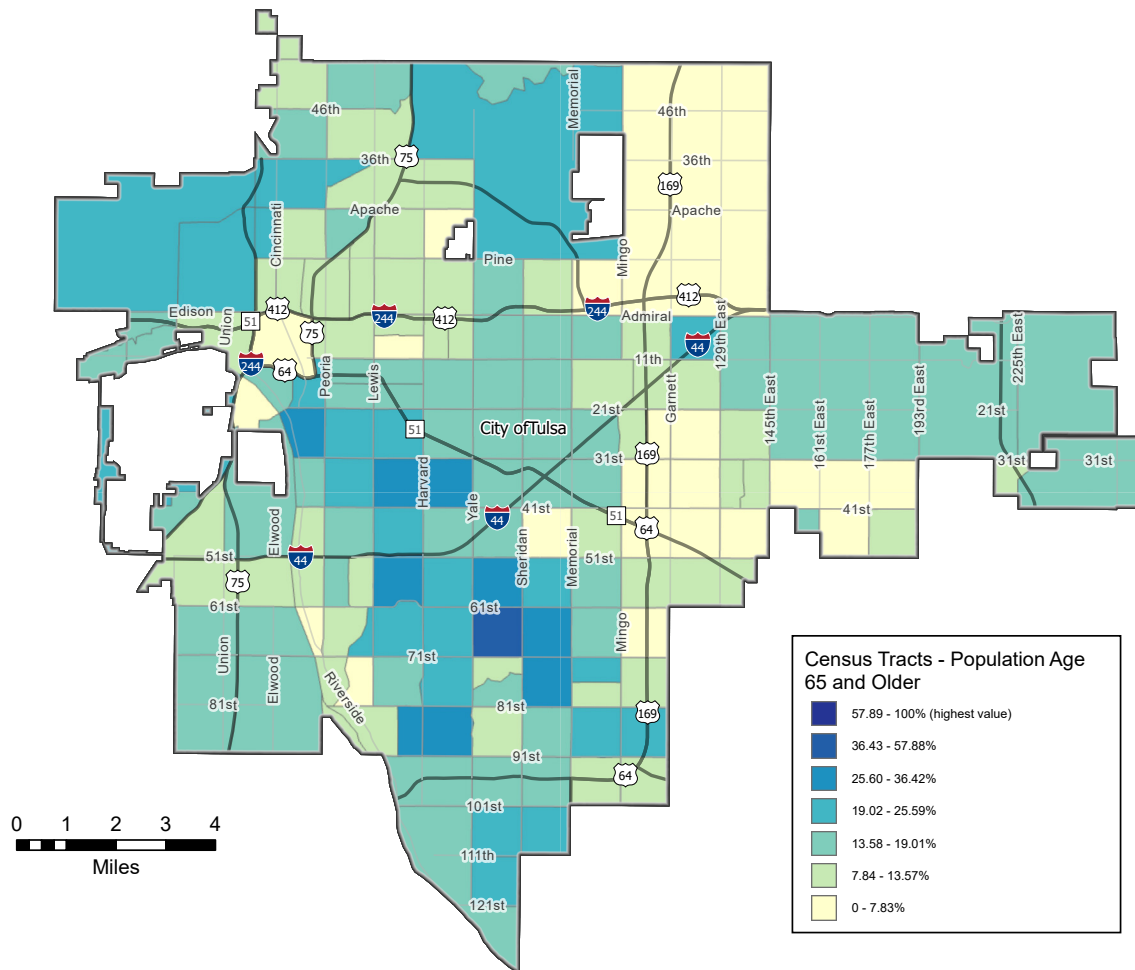 46th
Memorial
46th
75
36th
36th
169
Cincinnati
Apache
Apache
Pine
Mingo
Edison
Union
51
412
75
244
412
244
412
Admiral
44
129th East
225th East
11th
244
64
Peoria
Lewis
21st
Garnett
145th East
161st East
177th East
193rd East
21st
51
City of Tulsa
Harvard
31st
169
31st
31st
Elwood
Yale
44
41st
51
64
41st
51st
44
Sheridan
Memorial
51st
75
61st
61st
Union
Elwood
71st
Mingo
81st
Riverside
81st
169
91st
64
101st
111th
121st
Census Tracts - Population Age
65 and Older
57.89 - 100% (highest value)
36.43 - 57.88%
25.60 - 36.42%
19.02 - 25.59%
13.58 - 19.01%
7.84 - 13.57%
0 - 7.83%
0 1 2 3 4
Miles